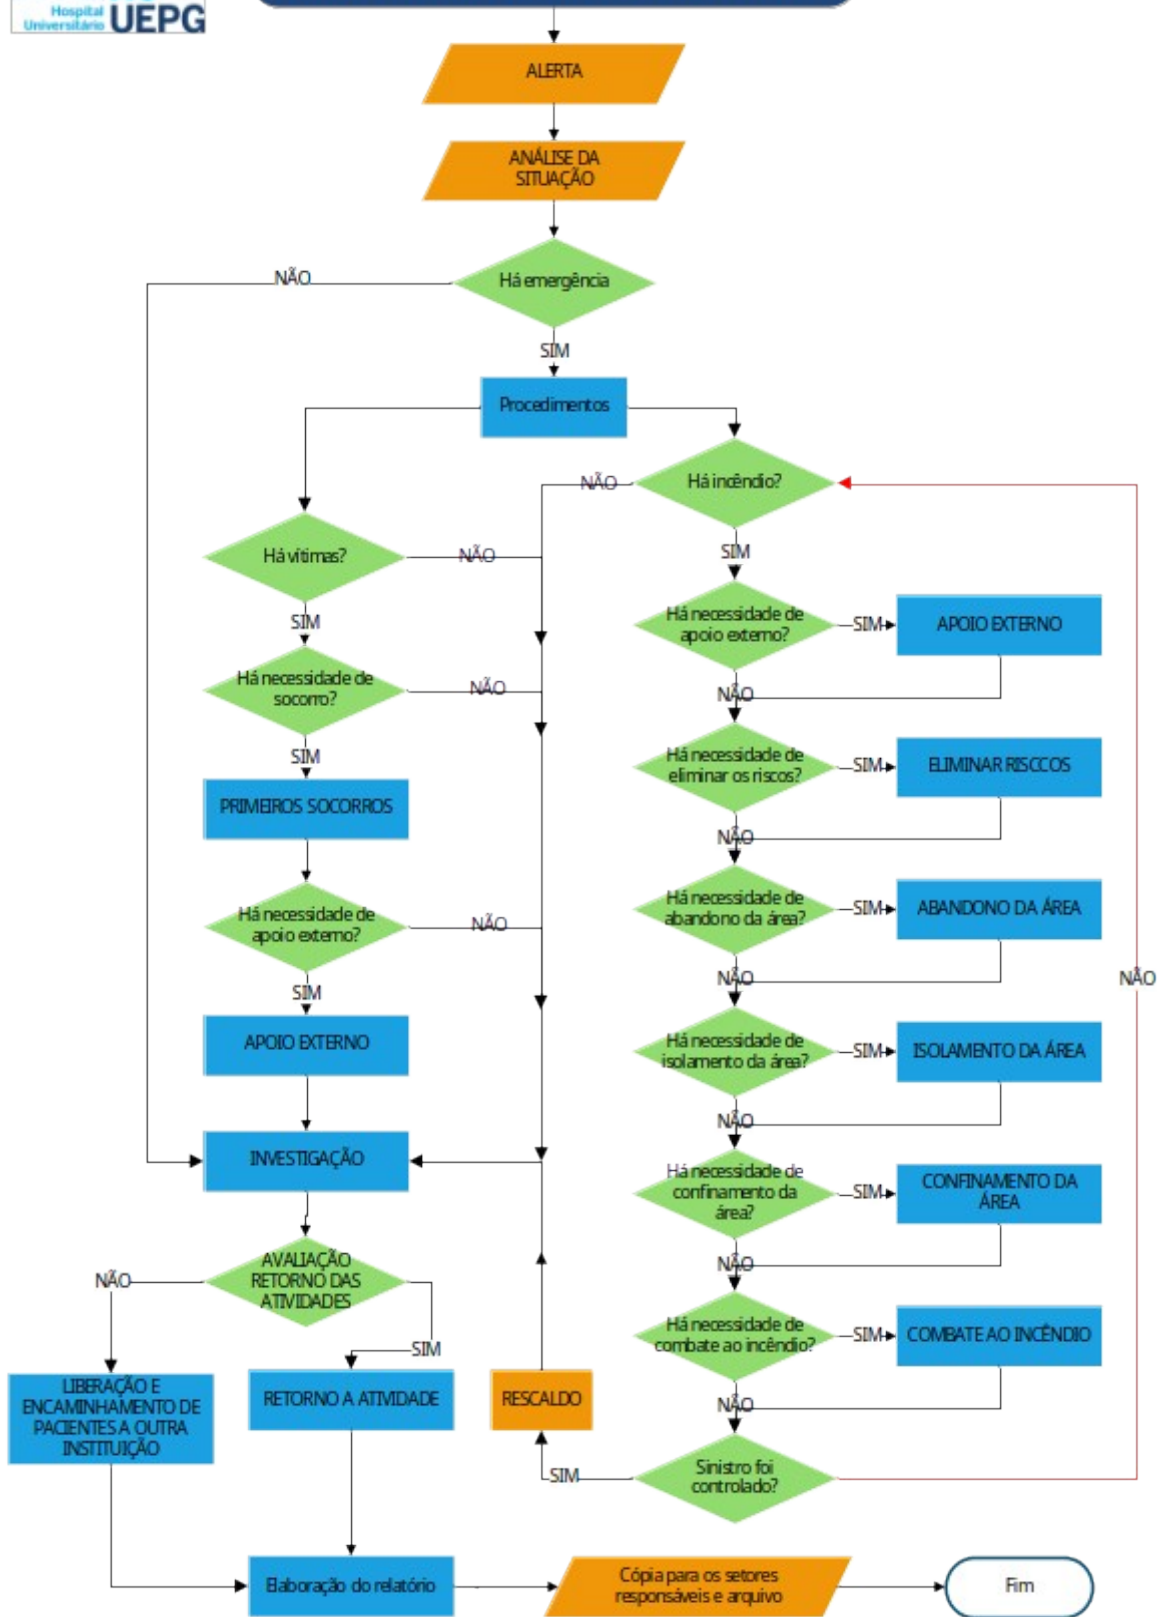 Hospital
Universitário UEPG
ALERTA
ANÁLISE DA
SITUAÇÃO
NÃO
Há emergência
SIM
Procedimentos
NÃO
Há incêndio?
Há vítimas?
NÃO
SIM
SIM
Há necessidade de
apoio externo?
SIM
APOIO EXTERNO
Há necessidade de
socorro?
NÃO
NÃO
SIM
Há necessidade de
eliminar os riscos?
SIM
ELIMINAR RISCCOS
PRIMEIROS SOCORROS
NÃO
Há necessidade de
apoio externo?
NÃO
Há necessidade de
abandono da área?
SIM
ABANDONO DA ÁREA
SIM
NÃO
NÃO
APOIO EXTERNO
Há necessidade de
isolamento da área?
SIM
ISOLAMENTO DA ÁREA
NÃO
INVESTIGAÇÃO
Há necessidade de
confinamento da
área?
SIM
CONFINAMENTO DA
ÁREA
AVALIAÇÃO
RETORNO DAS
ATIVIDADES
NÃO
NÃO
SIM
Há necessidade de
combate ao incêndio?
SIM
COMBATE AO INCÊNDIO
LIBERAÇÃO E
ENCAMINHAMENTO DE
PACIENTES A OUTRA
INSTITUIÇÃO
RETORNO A ATIVIDADE
RESCALDO
NÃO
SIM
Sinistro foi
controlado?
Elaboração do relatório
Cópia para os setores
responsáveis e arquivo
Fim